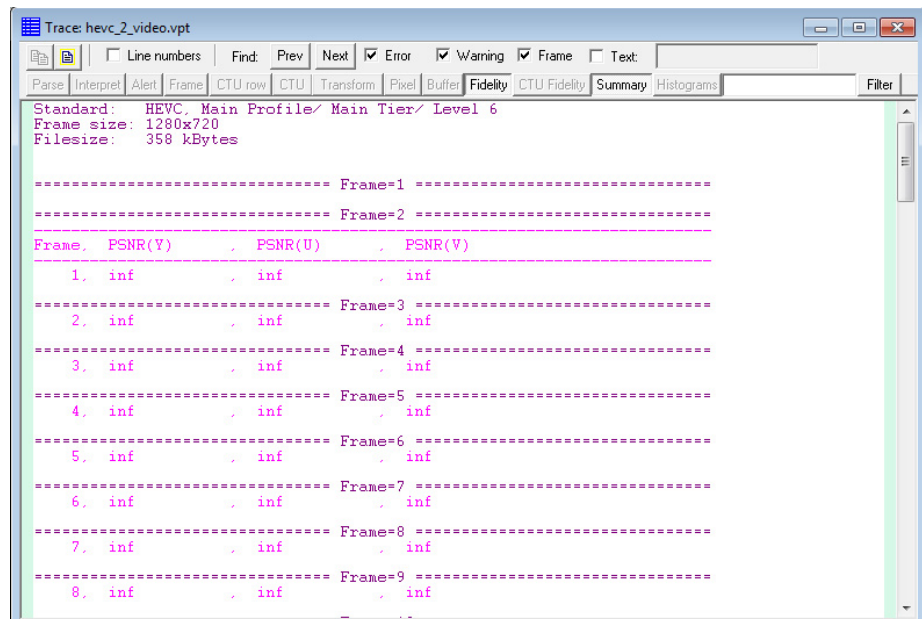 Trace: hevc_2_video.vpt
Line numbers Find: Prev Next Error Warning Frame Text:
Parse Interpret Alert Frame CTU row CTU Transform Pixel Buffer Fidelity CTU Fidelity Summary Histograms Filter
Standard: HEVC, Main Profile/ Main Tier/ Level 6
Frame size: 1280x720
Filesize: 358 kBytes
================================ Frame=1 ================================
================================ Frame=2 ================================
Frame, PSNR(Y) , PSNR(U) , PSNR(V)
1, inf , inf , inf
================================ Frame=3 ================================
2, inf , inf , inf
================================ Frame=4 ================================
3, inf , inf , inf
================================ Frame=5 ================================
4, inf , inf , inf
================================ Frame=6 ================================
5, inf , inf , inf
================================ Frame=7 ================================
6, inf , inf , inf
================================ Frame=8 ================================
7, inf , inf , inf
================================ Frame=9 ================================
8, inf , inf , inf